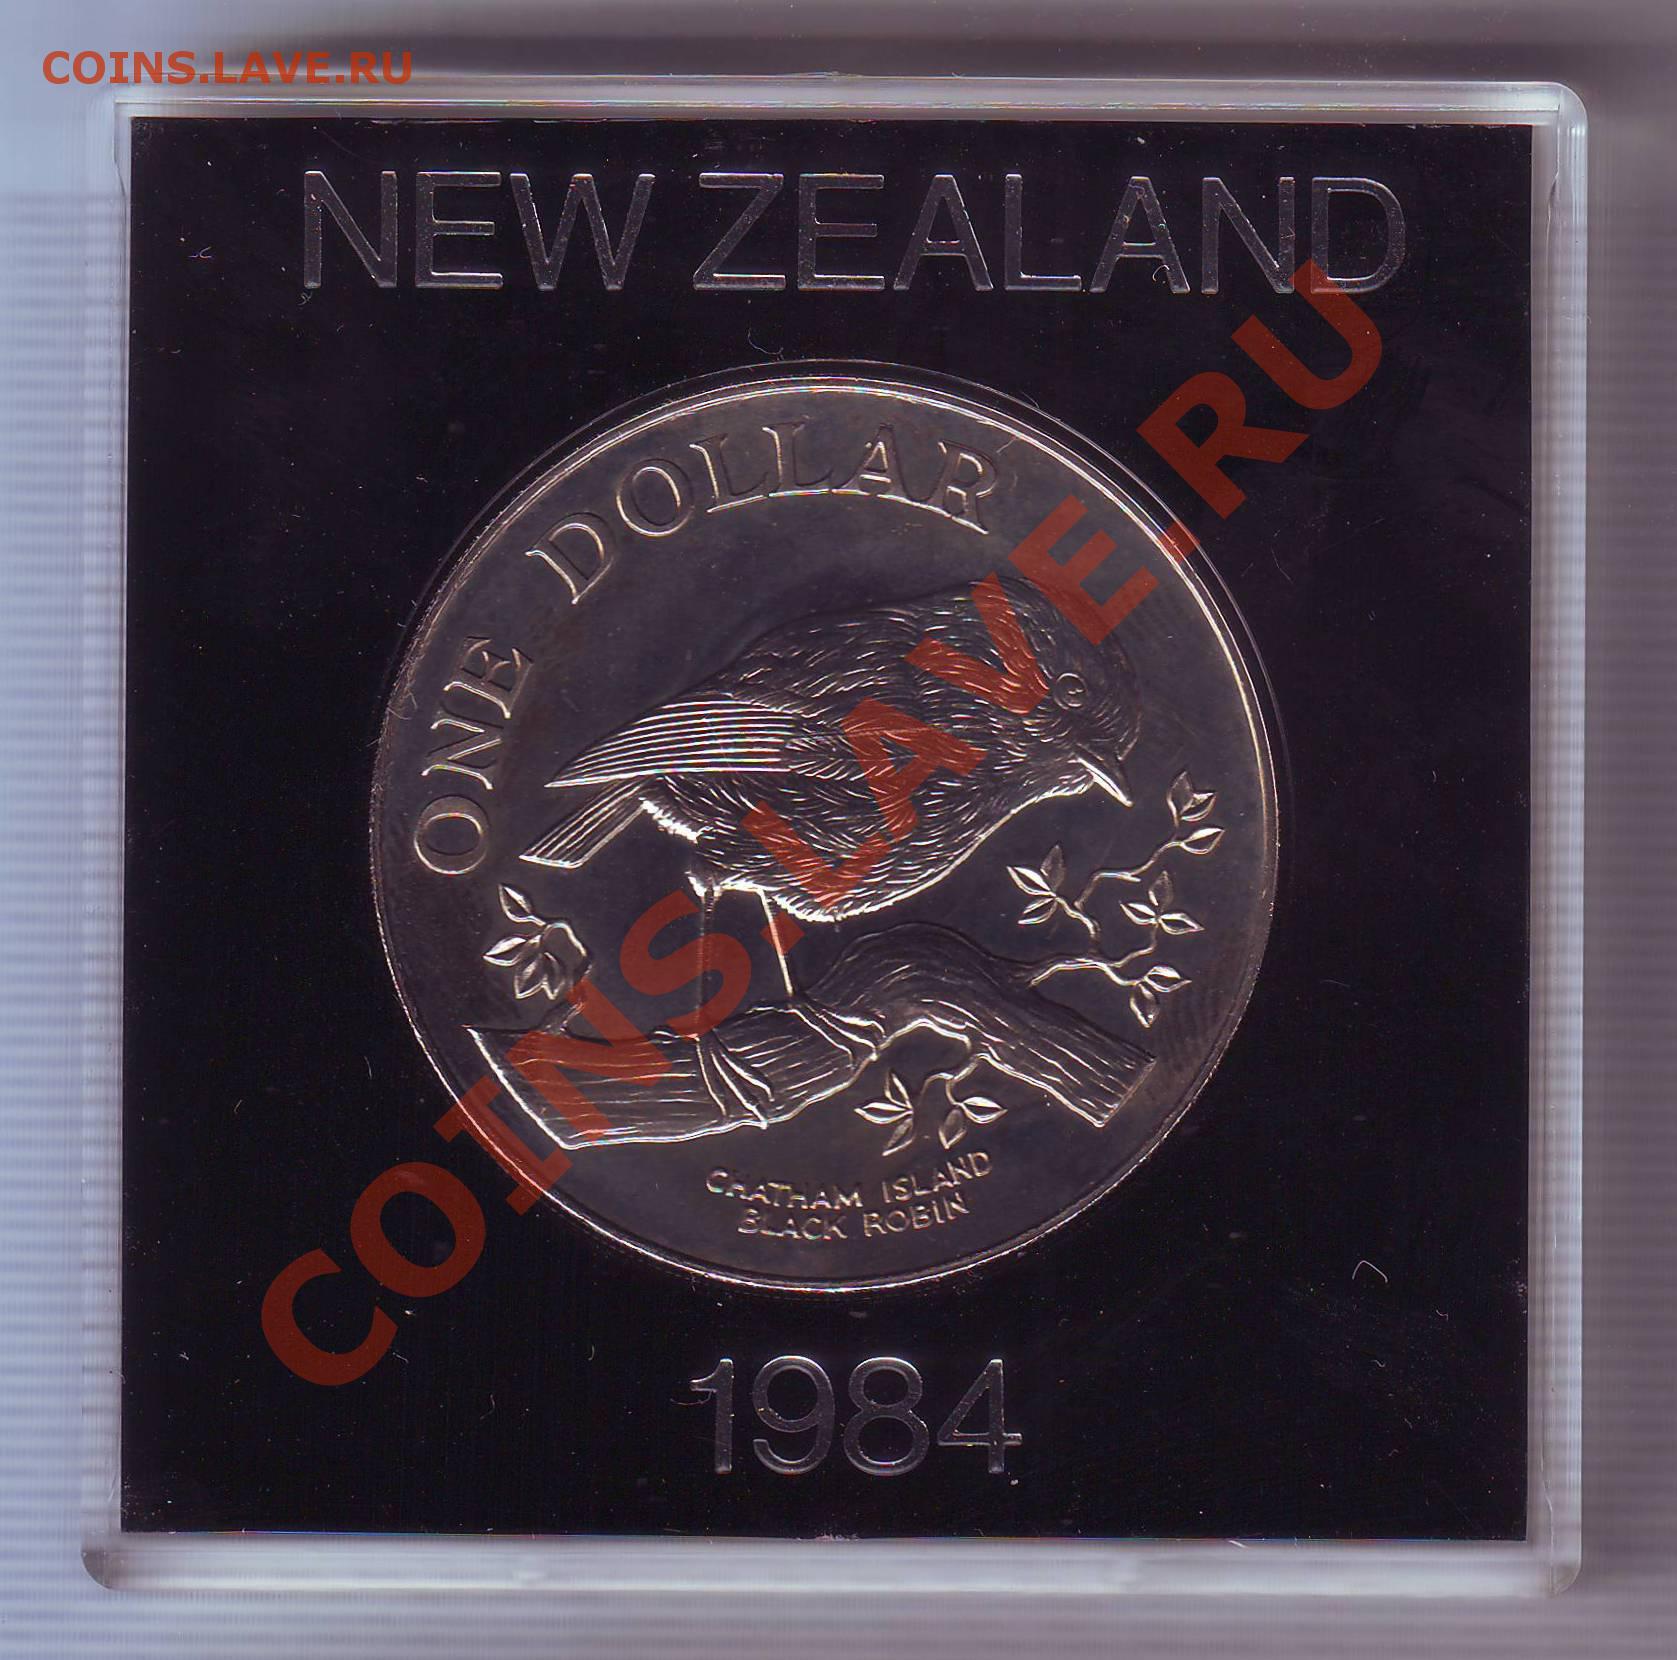 COINS.LAVE.RU
NEW ZEALAND
ONE DOLLAR
COINS.LAVE.RU
CHATHAM ISLAND
BLACK ROBIN
1984